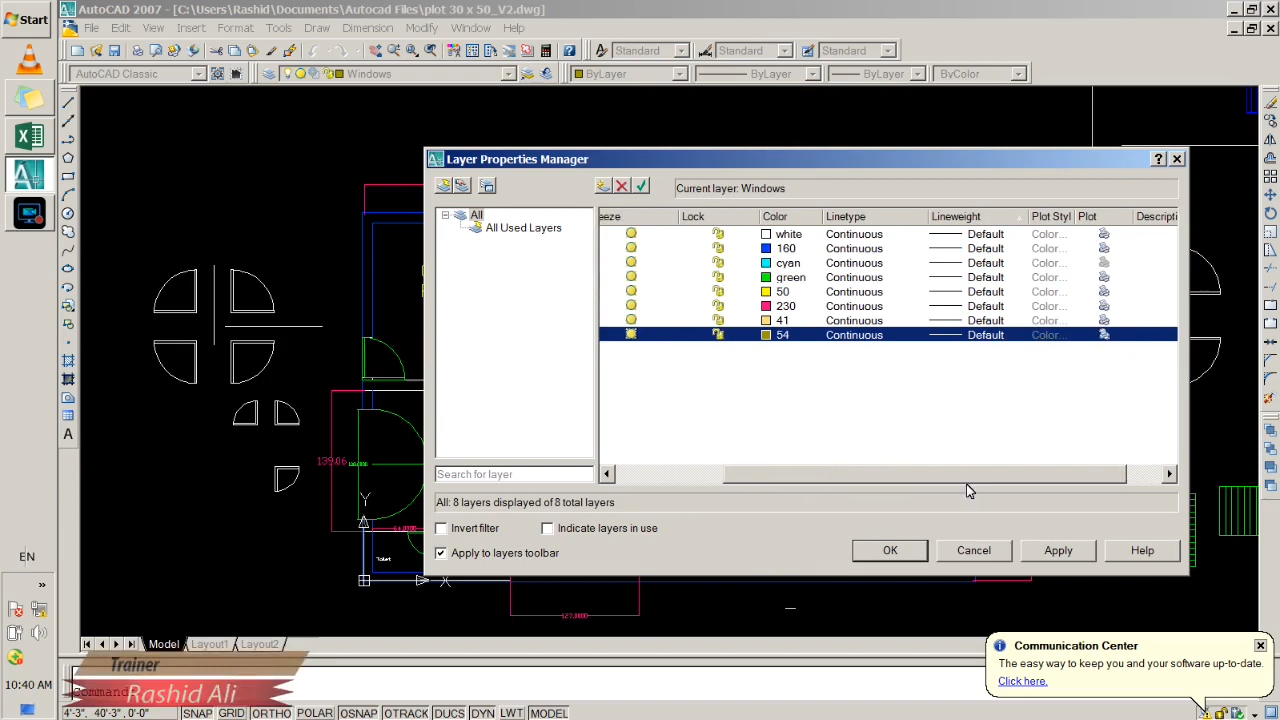 Start
AutoCAD 2007 - [C:\Users\Rashid\Documents\Autocad Files\plot 30 x 50_V2.dwg]
File Edit View Insert Format Tools Draw Dimension Modify Window Help
Standard Standard Standard
AutoCAD Classic Windows ByLayer ByLayer ByLayer ByColor
Layer Properties Manager
Current layer: Windows
All
All Used Layers
eeze Lock Color Linetype Lineweight Plot Styl Plot Descripti
white Continuous Default Color...
160 Continuous Default Color...
cyan Continuous Default Color...
green Continuous Default Color...
50 Continuous Default Color...
230 Continuous Default Color...
41 Continuous Default Color...
54 Continuous Default Color...
Search for layer
All: 8 layers displayed of 8 total layers
Invert filter Indicate layers in use
Apply to layers toolbar
OK Cancel Apply Help
139.06
Y
Toilet
X
127.0000
A
EN
»
10:40 AM
Model Layout1 Layout2
Communication Center
The easy way to keep you and your software up-to-date.
Click here.
Trainer
Rashid Ali
Command:
4'-3", 40'-3", 0'-0" SNAP GRID ORTHO POLAR OSNAP OTRACK DUCS DYN LWT MODEL